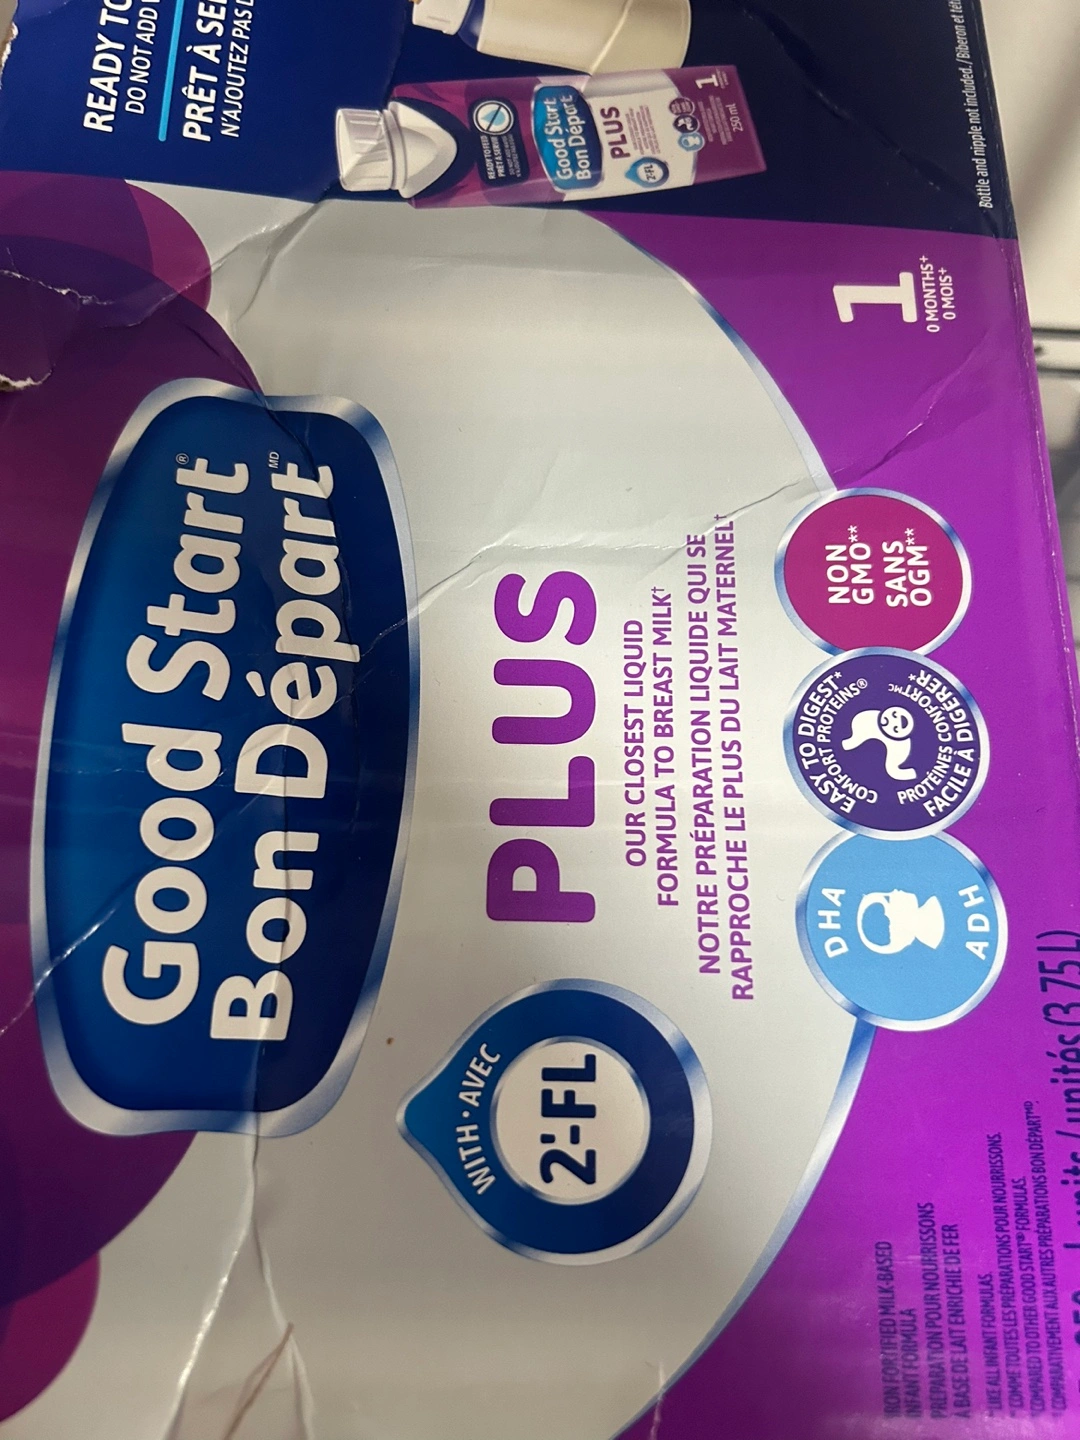 READY TO
DO NOT ADD
PRÊT À SE
N'AJOUTEZ PAS
READY TO FEED
PRÊT À SERVIR
Good Start
Bon Départ
PLUS
2'-FL
1
250 ml
Bottle and nipple not included. / Biberon et
1
0 MONTHS+
0 MOIS+
Good Start®
Bon Départ MD
PLUS
OUR CLOSEST LIQUID
FORMULA TO BREAST MILK†
NOTRE PRÉPARATION LIQUIDE QUI SE
RAPPROCHE LE PLUS DU LAIT MATERNEL†
WITH • AVEC
2'-FL
DHA
ADH
EASY TO DIGEST*
COMFORT PROTEINS®
PROTÉINES CONFORT MC
FACILE À DIGÉRER*
NON
GMO**
SANS
OGM**
IRON FORTIFIED MILK-BASED
INFANT FORMULA
PRÉPARATION POUR NOURRISSONS
À BASE DE LAIT ENRICHIE DE FER
LIKE ALL INFANT FORMULAS.
COMME TOUTES LES PRÉPARATIONS POUR NOURRISSONS.
COMPARED TO OTHER GOOD START® FORMULAS.
COMPARATIVEMENT AUX AUTRES PRÉPARATIONS BON DÉPART MD.
units / unités (3.75 L)